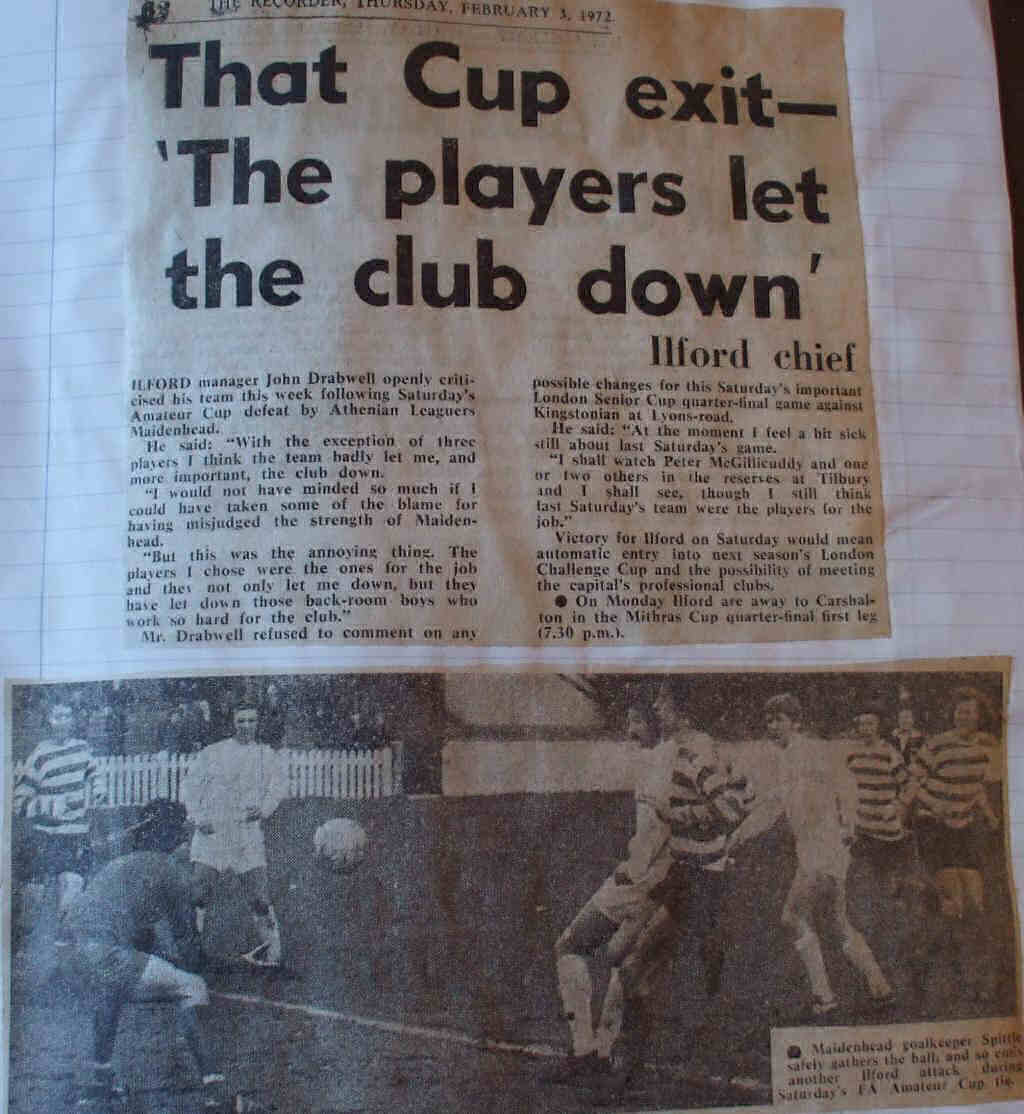 THE RECORDER, THURSDAY, FEBRUARY 3, 1972
That Cup exit—
'The players let
the club down'
Ilford chief
ILFORD manager John Drabwell openly criti-
cised his team this week following Saturday's
Amateur Cup defeat by Athenian Leaguers
Maidenhead.
He said: "With the exception of three
players I think the team badly let me, and
more important, the club down.
"I would not have minded so much if I
could have taken some of the blame for
having misjudged the strength of Maiden-
head.
"But this was the annoying thing. The
players I chose were the ones for the job
and they not only let me down, but they
have let down those back-room boys who
work so hard for the club."
Mr. Drabwell refused to comment on any
possible changes for this Saturday's important
London Senior Cup quarter-final game against
Kingstonian at Lyons-road.
He said: "At the moment I feel a bit sick
still about last Saturday's game.
"I shall watch Peter McGillicuddy and one
or two others in the reserves at Tilbury
and I shall see, though I still think
last Saturday's team were the players for the
job."
Victory for Ilford on Saturday would mean
automatic entry into next season's London
Challenge Cup and the possibility of meeting
the capital's professional clubs.
● On Monday Ilford are away to Carshal-
ton in the Mithras Cup quarter-final first leg
(7.30 p.m.).
● Maidenhead goalkeeper Spittle
safely gathers the ball, and so ends
another Ilford attack during
Saturday's FA Amateur Cup tie.